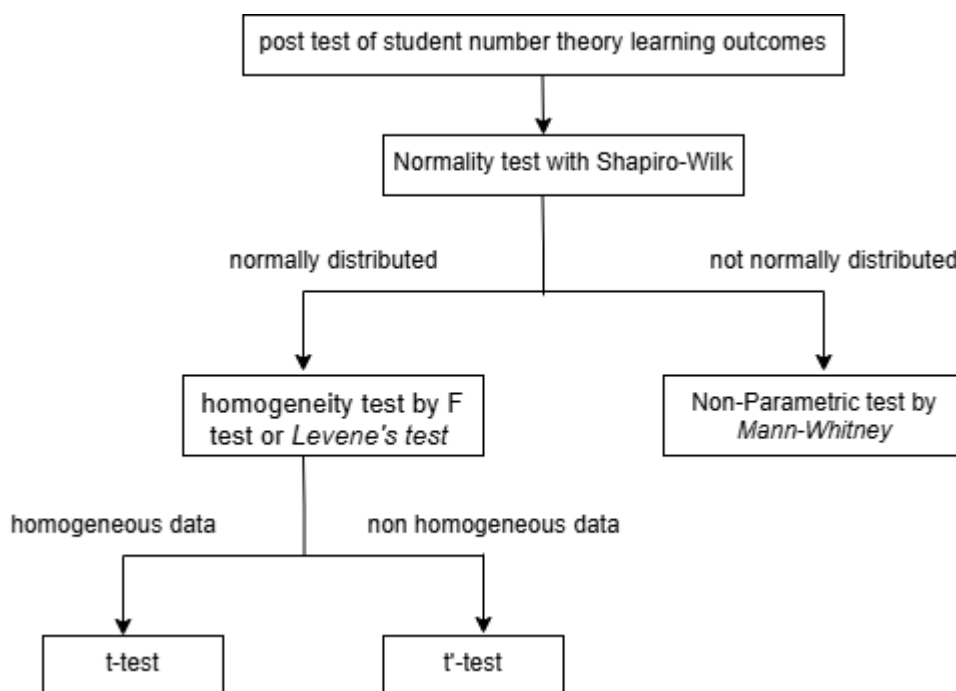 post test of student number theory learning outcomes
Normality test with Shapiro-Wilk
normally distributed
not normally distributed
homogeneity test by F
test or Levene's test
Non-Parametric test by
Mann-Whitney
homogeneous data
non homogeneous data
t-test
t'-test